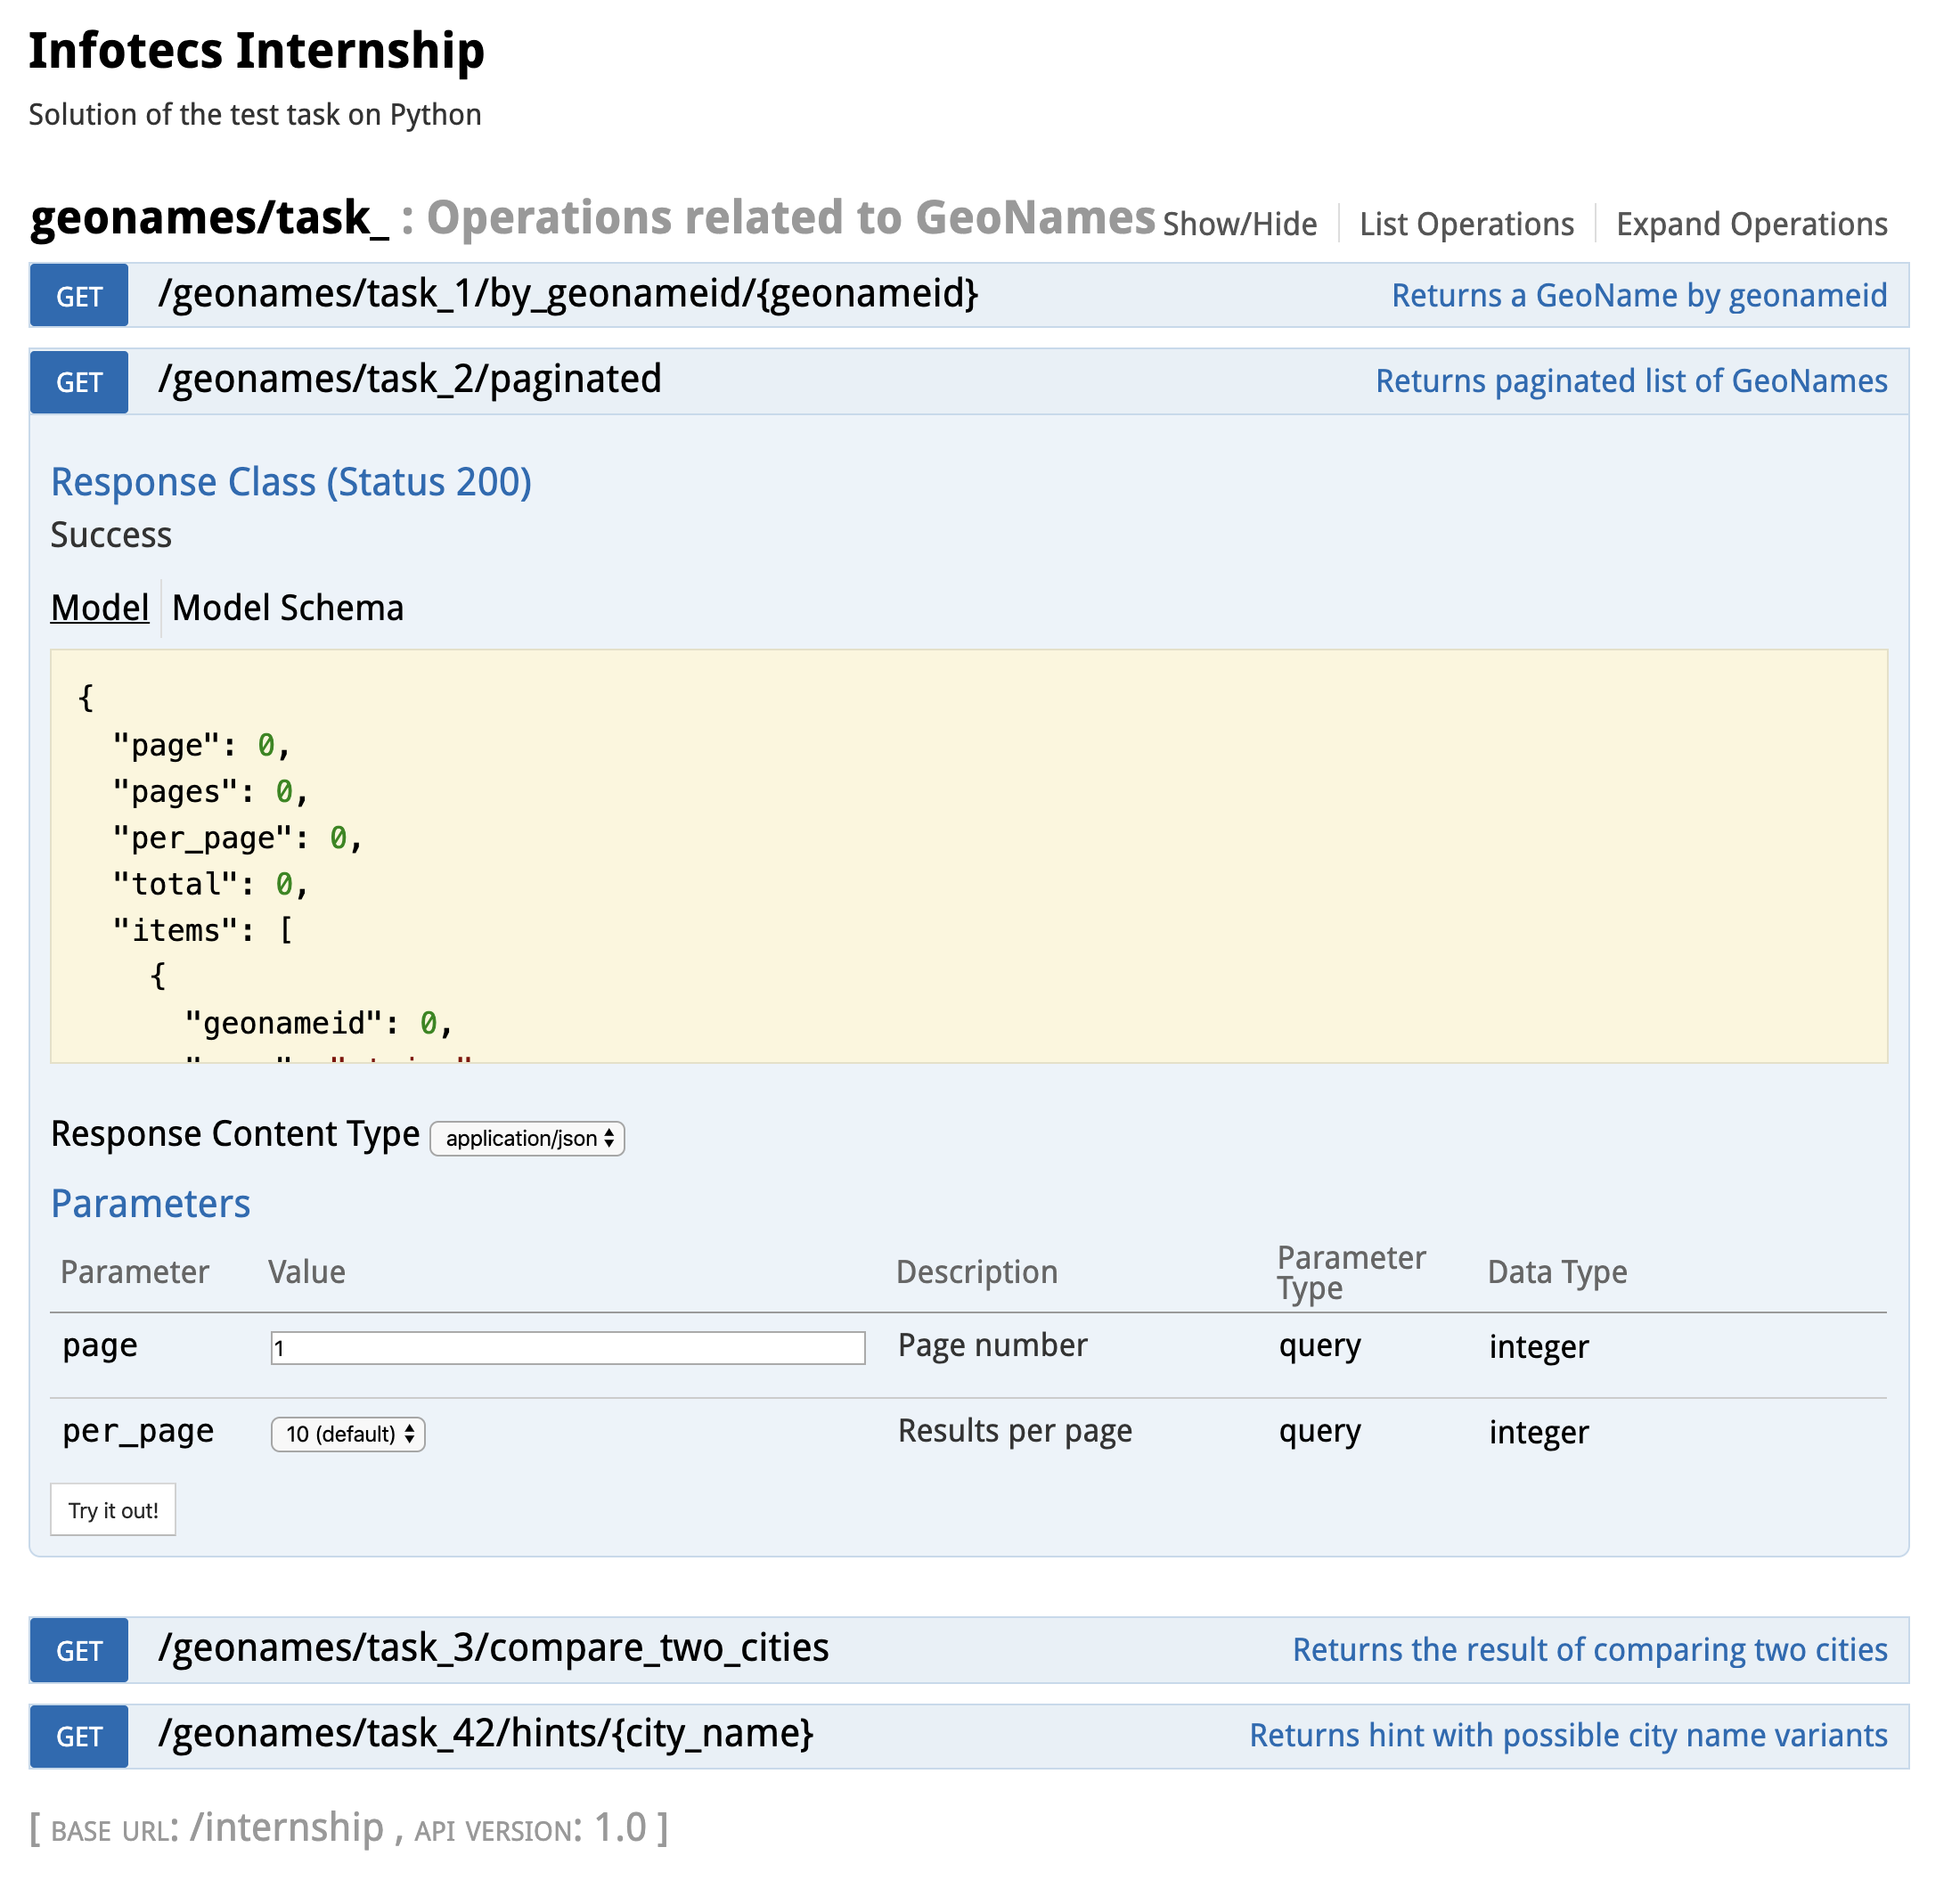 Infotecs Internship
Solution of the test task on Python
geonames/task_ : Operations related to GeoNames Show/Hide List Operations Expand Operations
GET /geonames/task_1/by_geonameid/{geonameid} Returns a GeoName by geonameid
GET /geonames/task_2/paginated Returns paginated list of GeoNames
Response Class (Status 200)
Success
Model Model Schema
{
"page": 0,
"pages": 0,
"per_page": 0,
"total": 0,
"items": [
{
"geonameid": 0,
Response Content Type application/json
Parameters
Parameter Value Description Parameter Type Data Type
page 1 Page number query integer
per_page 10 (default) Results per page query integer
Try it out!
GET /geonames/task_3/compare_two_cities Returns the result of comparing two cities
GET /geonames/task_42/hints/{city_name} Returns hint with possible city name variants
[ BASE URL: /internship , API VERSION: 1.0 ]